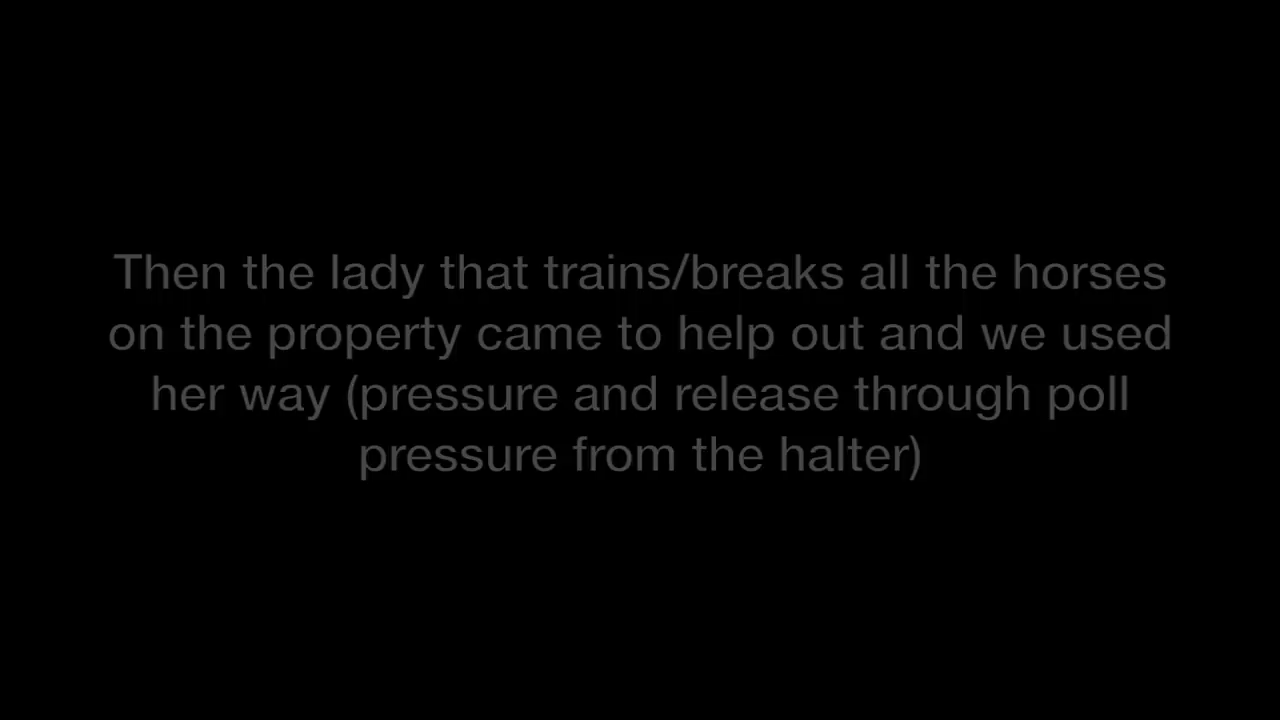 Then the lady that trains/breaks all the horses
on the property came to help out and we used
her way (pressure and release through poll
pressure from the halter)